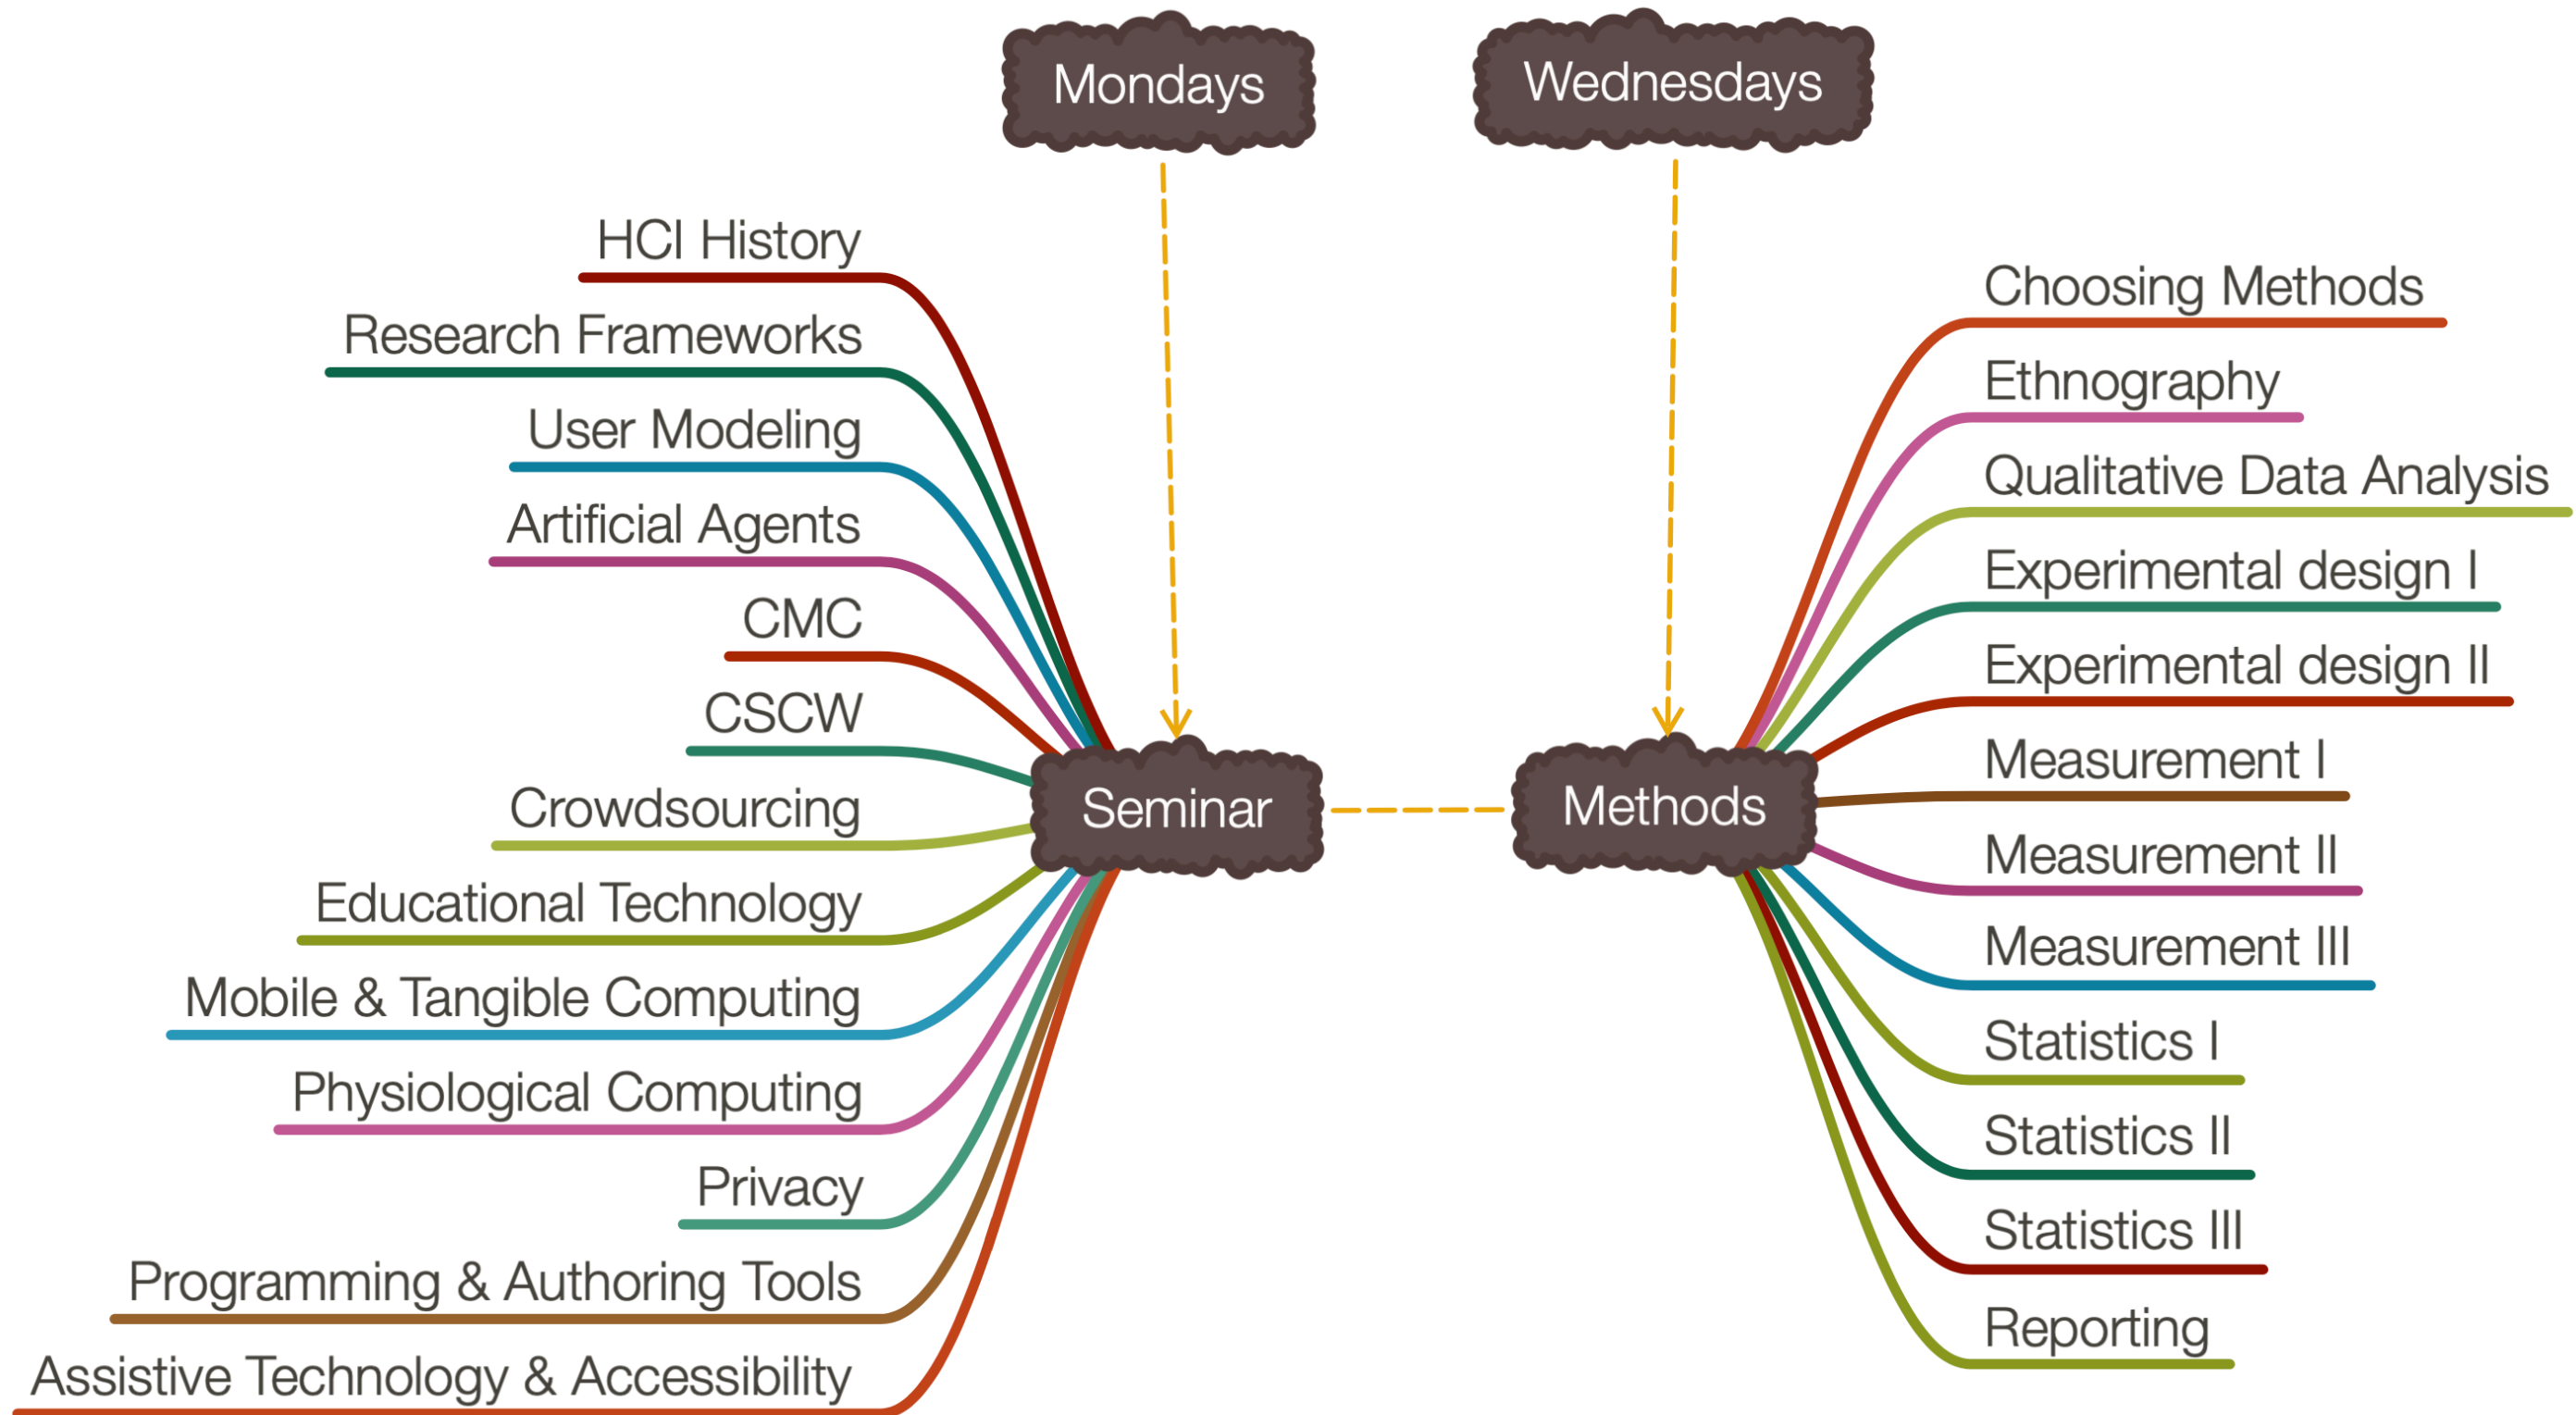 Mondays
Wednesdays
HCI History
Research Frameworks
User Modeling
Artificial Agents
CMC
CSCW
Crowdsourcing
Educational Technology
Mobile & Tangible Computing
Physiological Computing
Privacy
Programming & Authoring Tools
Assistive Technology & Accessibility
Seminar
Methods
Choosing Methods
Ethnography
Qualitative Data Analysis
Experimental design I
Experimental design II
Measurement I
Measurement II
Measurement III
Statistics I
Statistics II
Statistics III
Reporting